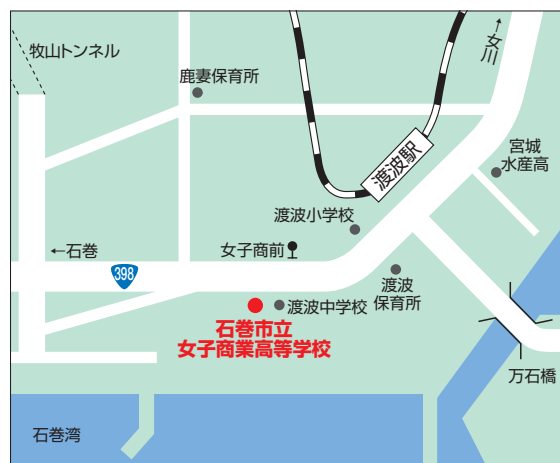 牧山トンネル
←女川
鹿妻保育所
渡波駅
宮城
水産高
渡波小学校
女子商前
←石巻
398
渡波
保育所
渡波中学校
石巻市立
女子商業高等学校
万石橋
石巻湾